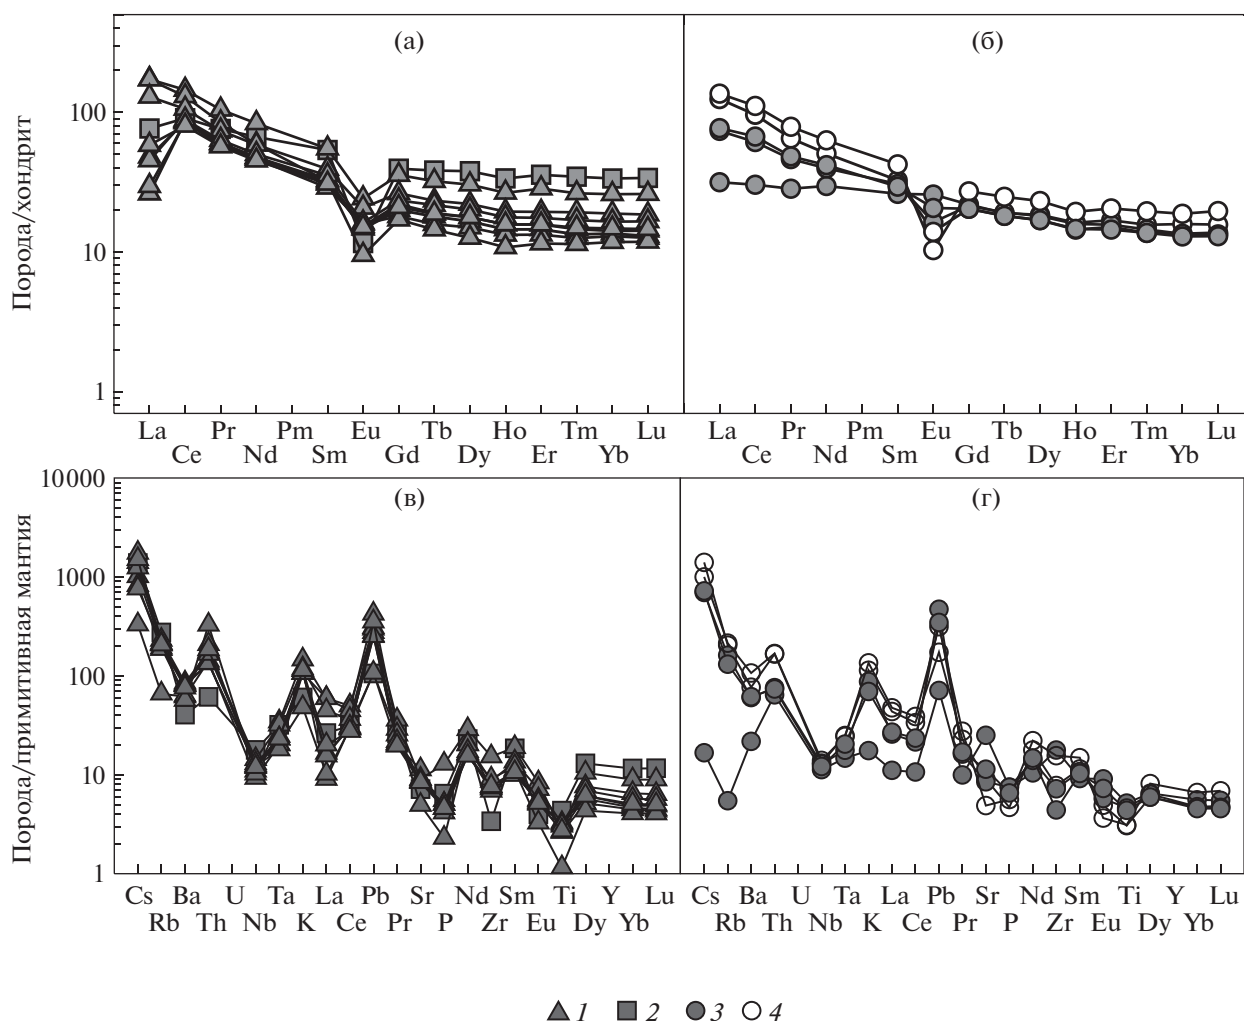 (а)
(б)
Порода/хондрит
100
10
1
La Pr Pm Eu Tb Ho Tm Lu
Ce Nd Sm Gd Dy Er Yb
La Pr Pm Eu Tb Ho Tm Lu
Ce Nd Sm Gd Dy Er Yb
(в)
(г)
Порода/примитивная мантия
10000
1000
100
10
1
Cs Ba U Ta La Pb Sr Nd Sm Ti Y Lu
Rb Th Nb K Ce Pr P Zr Eu Dy Yb
Cs Ba U Ta La Pb Sr Nd Sm Ti Y Lu
Rb Th Nb K Ce Pr P Zr Eu Dy Yb
1 2 3 4